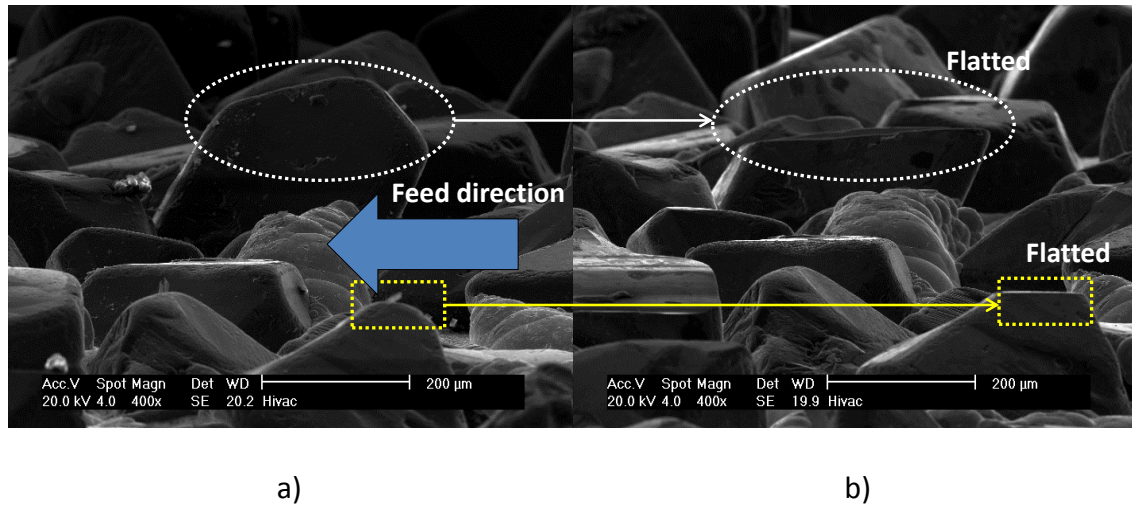 Flatted
Feed direction
Flatted
Acc.V Spot Magn Det WD 200 µm
20.0 kV 4.0 400x SE 20.2 Hivac
Acc.V Spot Magn Det WD 200 µm
20.0 kV 4.0 400x SE 19.9 Hivac
a) b)